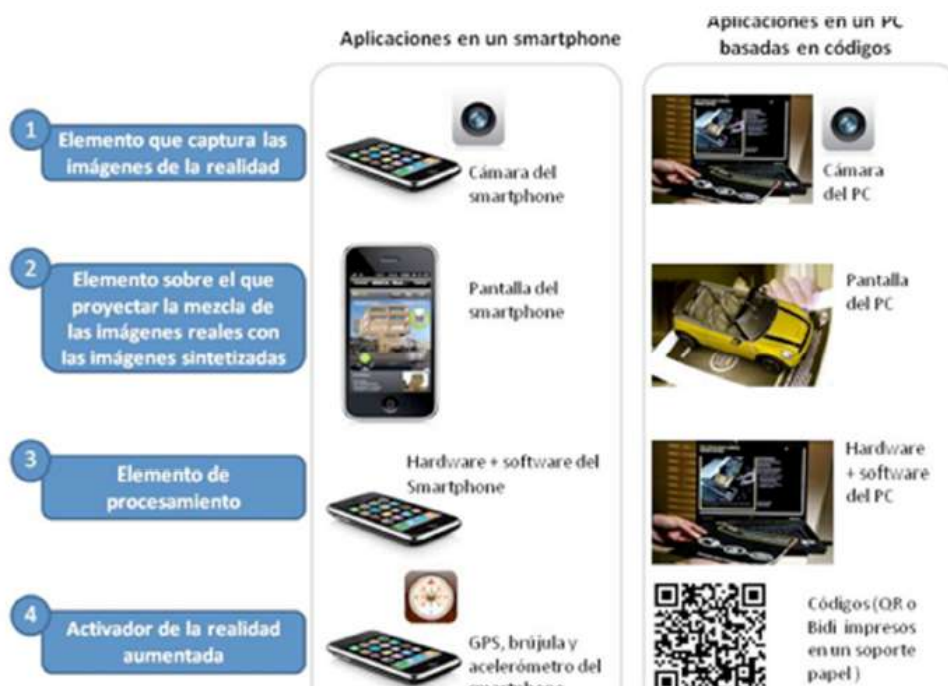 Aplicaciones en un smartphone
Aplicaciones en un PC
basadas en códigos
1
Elemento que captura las
imágenes de la realidad
Cámara del
smartphone
Cámara
del PC
2
Elemento sobre el que
proyectar la mezcla de
las imágenes reales con
las imágenes sintetizadas
Pantalla del
smartphone
Pantalla
del PC
3
Elemento de
procesamiento
Hardware + software del
Smartphone
Hardware
+ software
del PC
4
Activador de la realidad
aumentada
GPS, brújula y
acelerómetro del
smartphone
Códigos (QR o
Bidi impresos
en un soporte
papel )